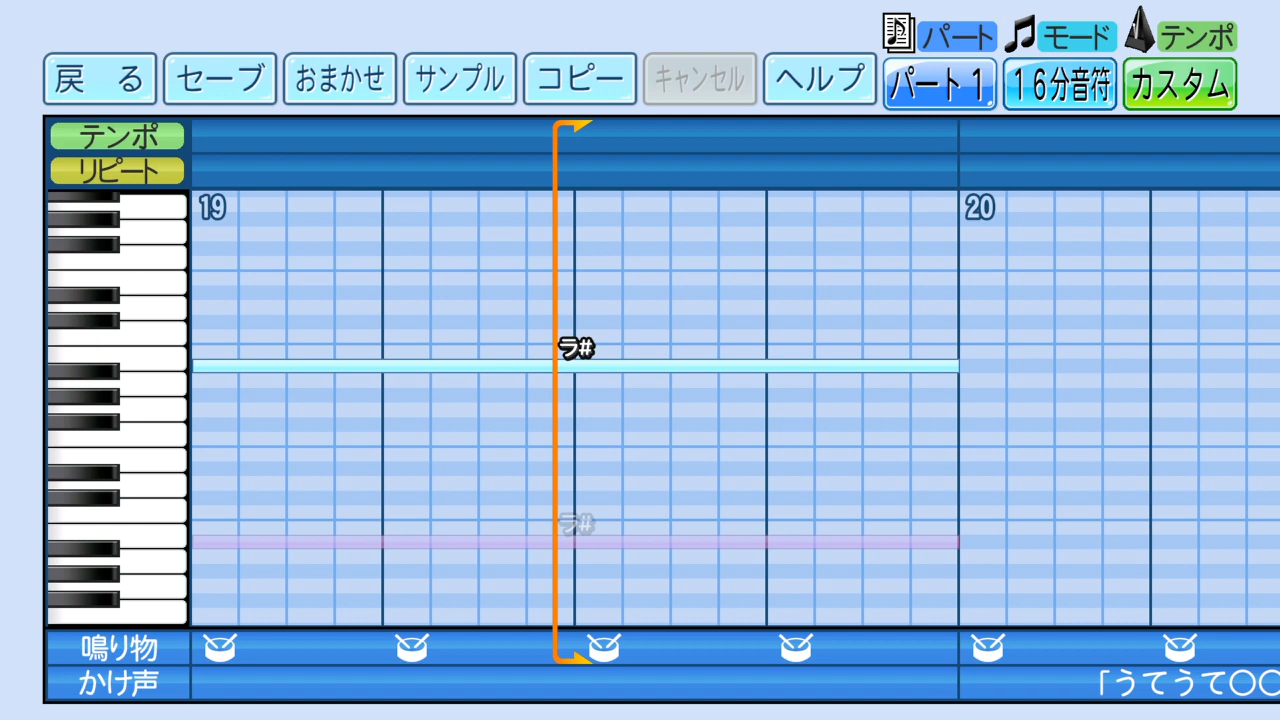 パート モード テンポ
戻る セーブ おまかせ サンプル コピー キャンセル ヘルプ パート1 16分音符 カスタム
テンポ
リピート
19 20
ラ#
ラ#
鳴り物
かけ声 「うてうて〇〇